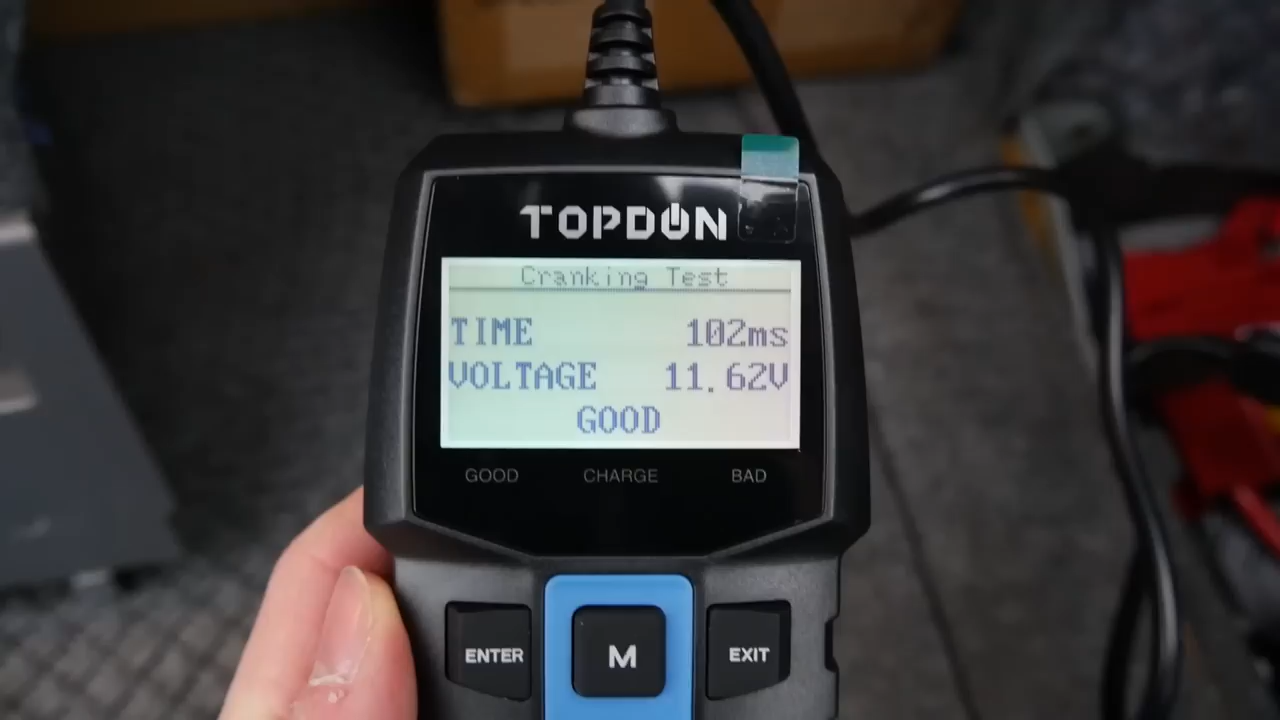 TOPDON
Cranking Test
TIME 102ms
VOLTAGE 11.62V
GOOD
GOOD CHARGE BAD
ENTER M EXIT